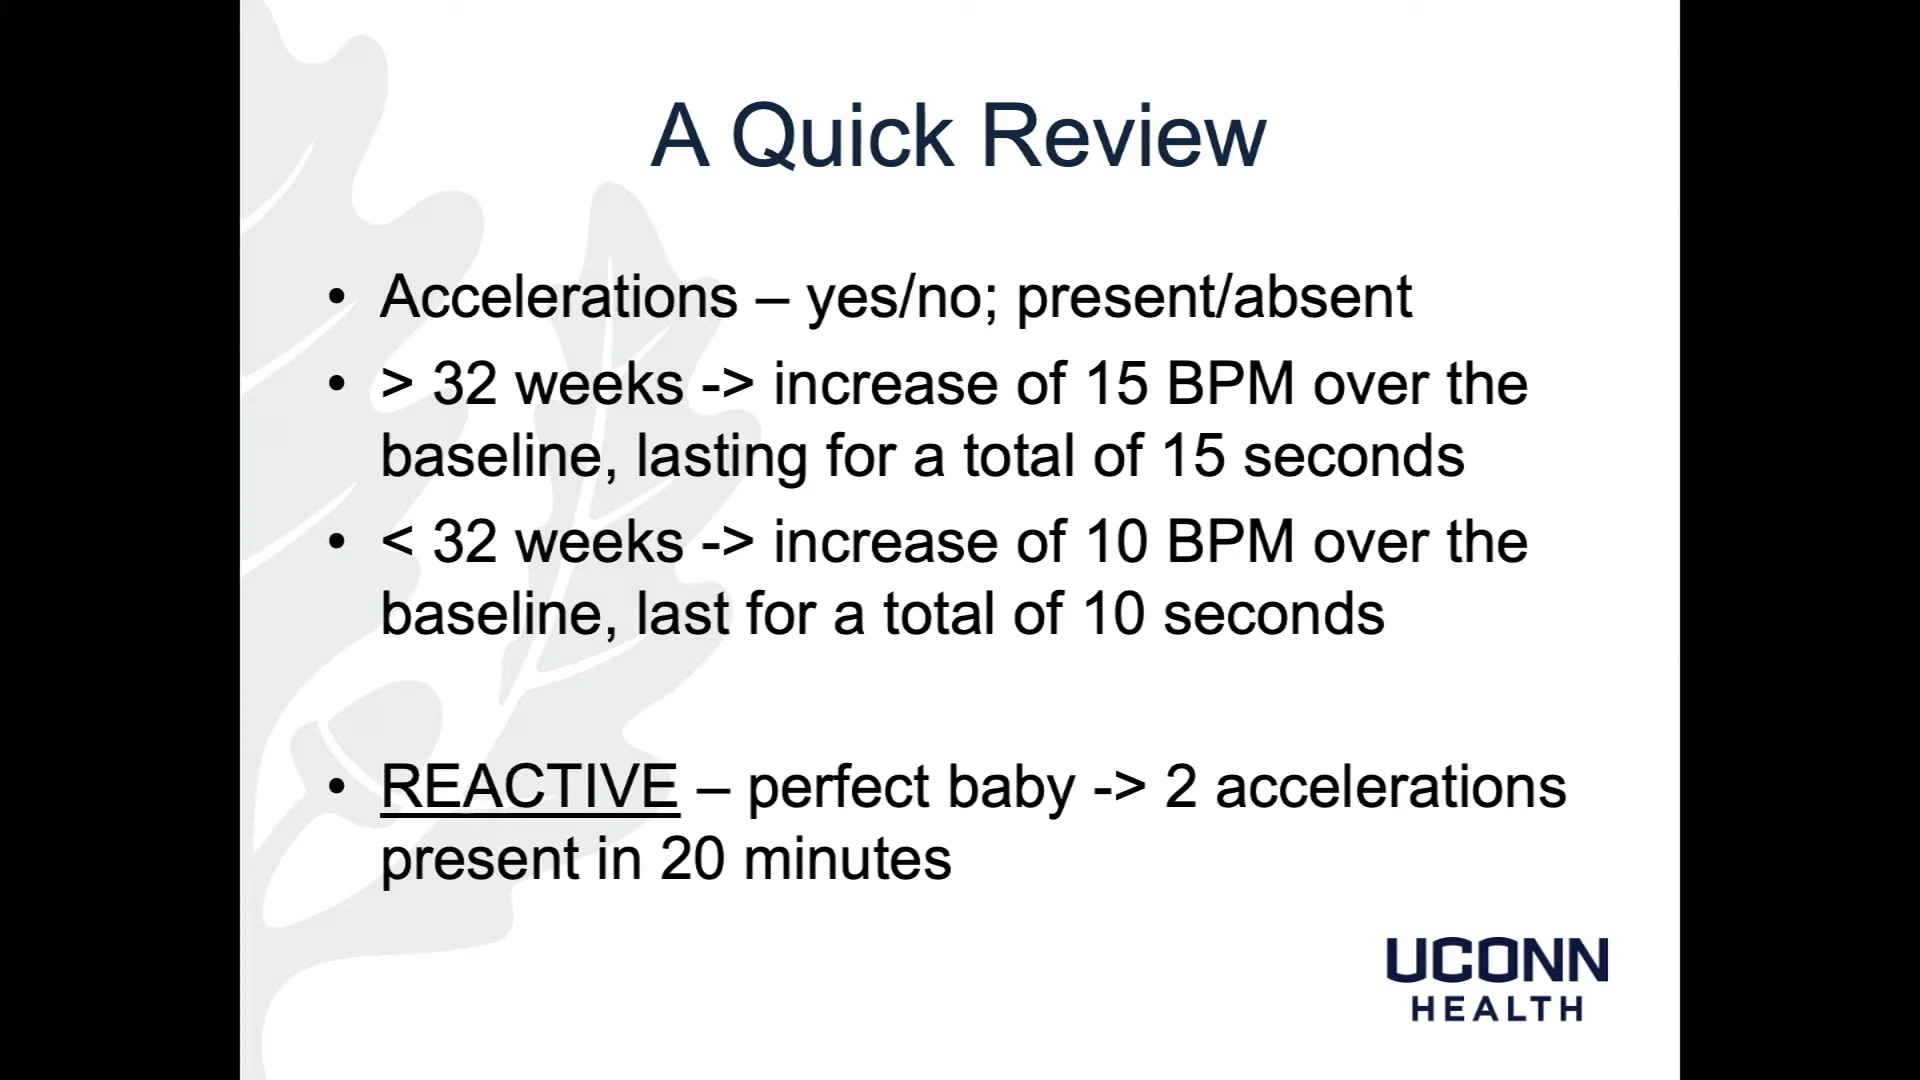 A Quick Review
• Accelerations – yes/no; present/absent
• > 32 weeks -> increase of 15 BPM over the
baseline, lasting for a total of 15 seconds
• < 32 weeks -> increase of 10 BPM over the
baseline, last for a total of 10 seconds
• REACTIVE – perfect baby -> 2 accelerations
present in 20 minutes
UCONN
HEALTH